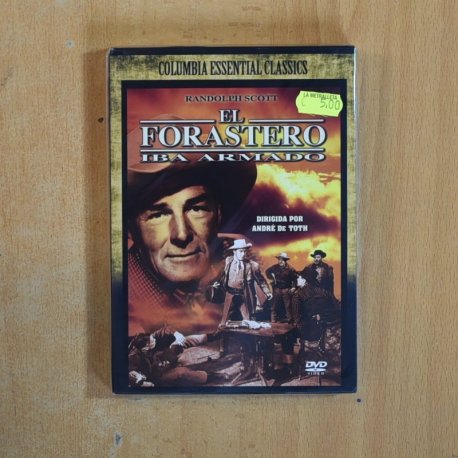 COLUMBIA ESSENTIAL CLASSICS
LA METRALLETA
€ 5,00
RANDOLPH SCOTT
EL
FORASTERO
IBA ARMADO
DIRIGIDA POR
ANDRÉ DE TOTH
DVD
VIDEO